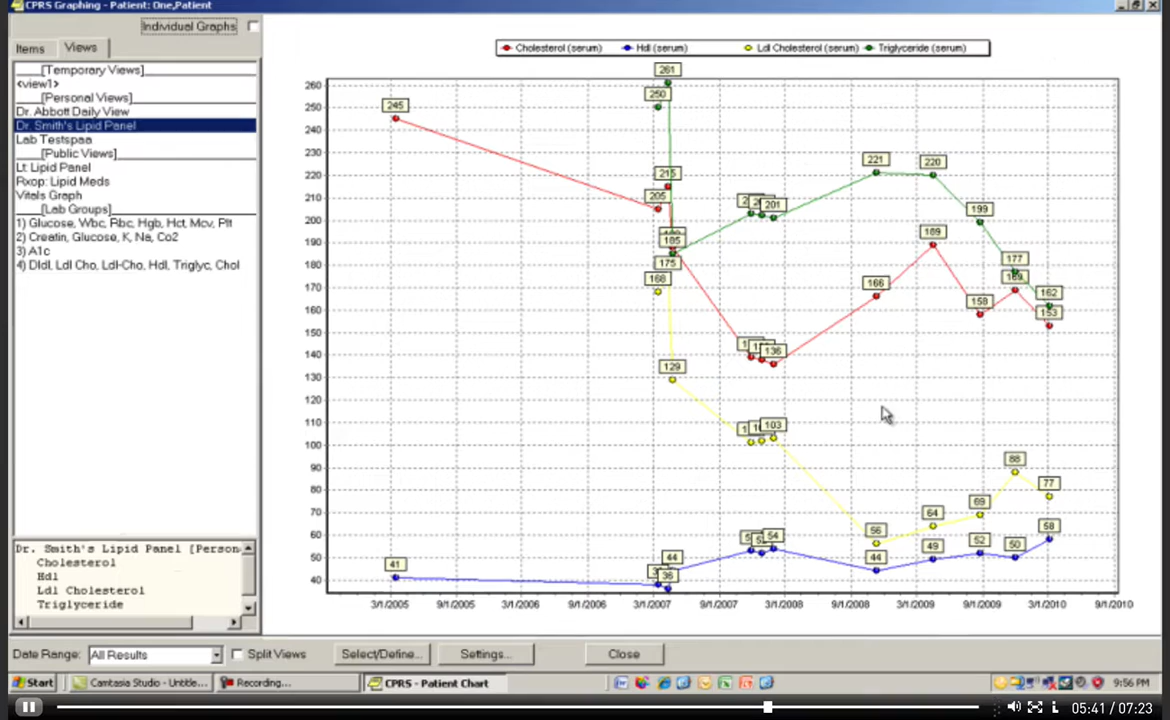 CPRS Graphing - Patient: One,Patient
Individual Graphs
Items Views
[Temporary Views]
<view1>
[Personal Views]
Dr. Abbott Daily View
Dr. Smith's Lipid Panel
Lab Testspaa
[Public Views]
Lt Lipid Panel
Rxop: Lipid Meds
Vitals Graph
[Lab Groups]
1) Glucose, Wbc, Rbc, Hgb, Hct, Mcv, Plt
2) Creatin, Glucose, K, Na, Co2
3) A1c
4) Dldl, Ldl Cho, Ldl-Cho, Hdl, Triglyc, Chol
Dr. Smith's Lipid Panel [Person
Cholesterol
Hdl
Ldl Cholesterol
Triglyceride
Cholesterol (serum) Hdl (serum) Ldl Cholesterol (serum) Triglyceride (serum)
260
250
240
230
220
210
200
190
180
170
160
150
140
130
120
110
100
90
80
70
60
50
40
261
250
245
215
205
185
175
168
129
201
221
220
199
177
162
136
166
189
158
169
153
103
56
64
69
88
77
41
44
36
54
44
49
52
50
58
3/1/2005 9/1/2005 3/1/2006 9/1/2006 3/1/2007 9/1/2007 3/1/2008 9/1/2008 3/1/2009 9/1/2009 3/1/2010 9/1/2010
Date Range: All Results Split Views Select/Define... Settings... Close
Start Camtasia Studio - Untitle... Recording... CPRS - Patient Chart 9:56 PM
05:41 / 07:23